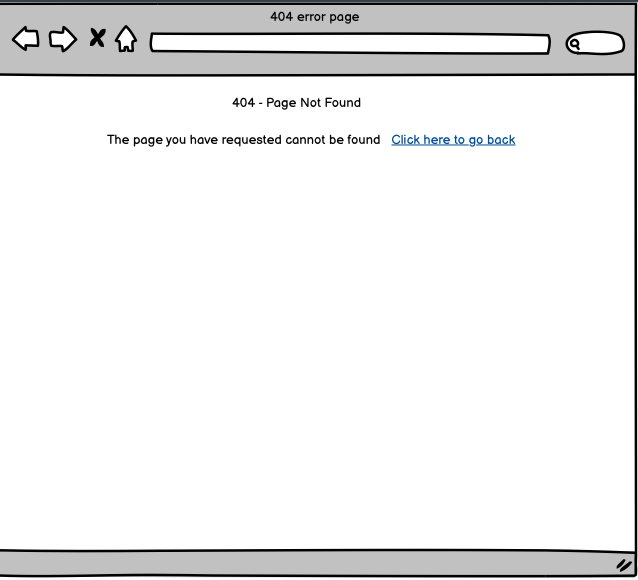 404 error page
404 - Page Not Found
The page you have requested cannot be found Click here to go back